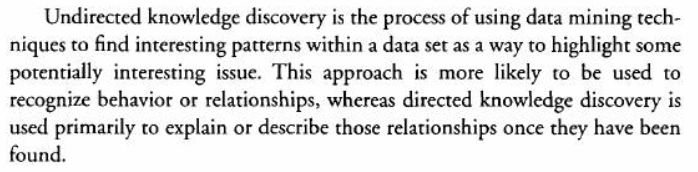 Undirected knowledge discovery is the process of using data mining tech-
niques to find interesting patterns within a data set as a way to highlight some
potentially interesting issue. This approach is more likely to be used to
recognize behavior or relationships, whereas directed knowledge discovery is
used primarily to explain or describe those relationships once they have been
found.